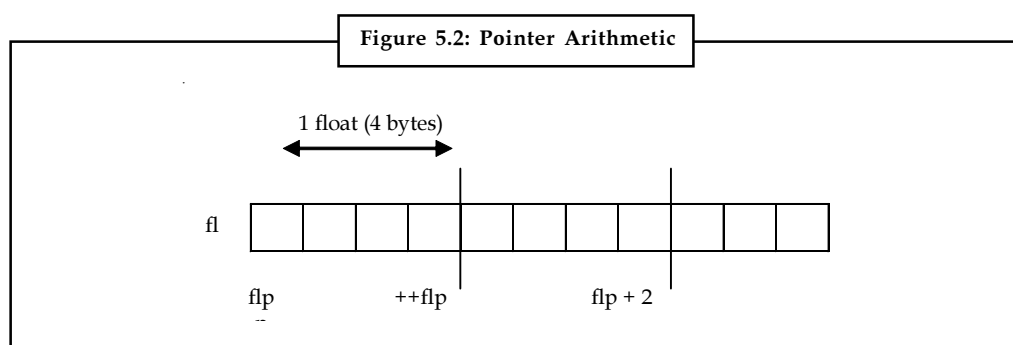 Figure 5.2: Pointer Arithmetic
1 float (4 bytes)
fl
flp ++flp flp + 2